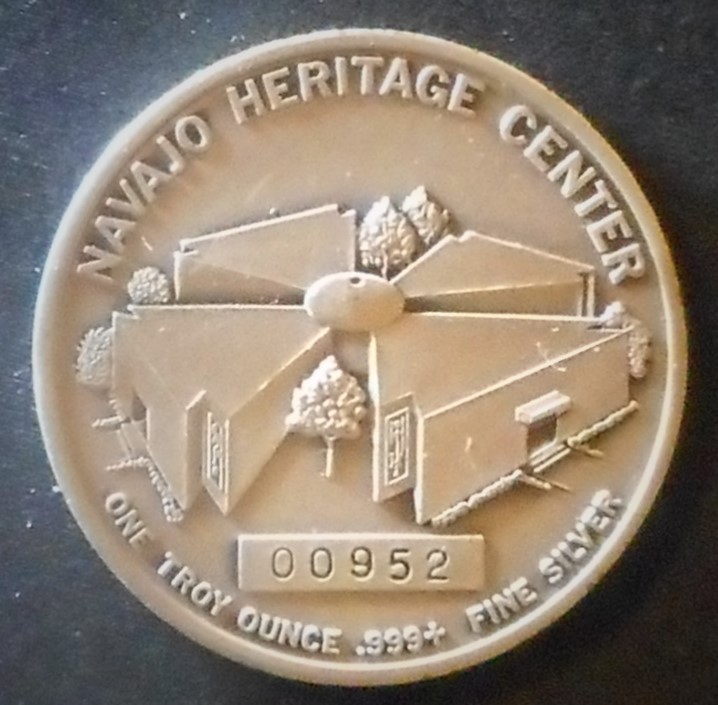 NAVAJO HERITAGE CENTER
00952
ONE TROY OUNCE .999+ FINE SILVER